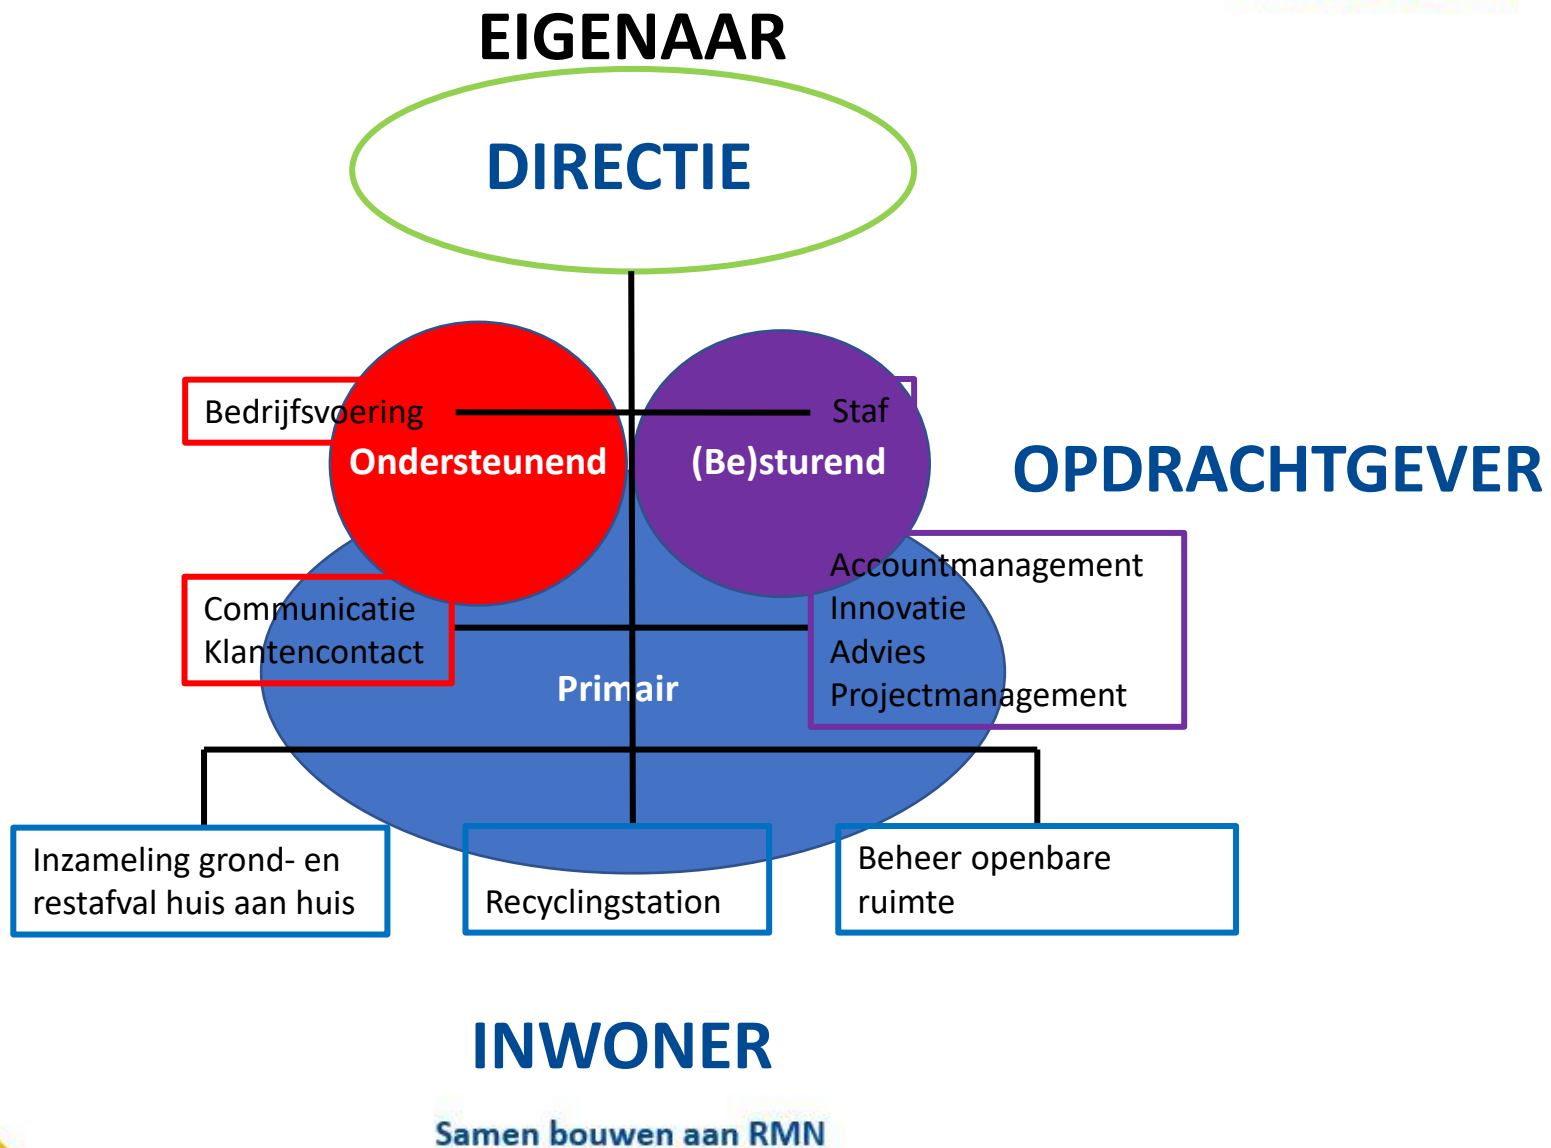 EIGENAAR
DIRECTIE
Bedrijfsvoering
Staf
Ondersteunend
(Be)sturend
OPDRACHTGEVER
Communicatie
Klantencontact
Accountmanagement
Innovatie
Advies
Projectmanagement
Primair
Inzameling grond- en
restafval huis aan huis
Recyclingstation
Beheer openbare
ruimte
INWONER
Samen bouwen aan RMN